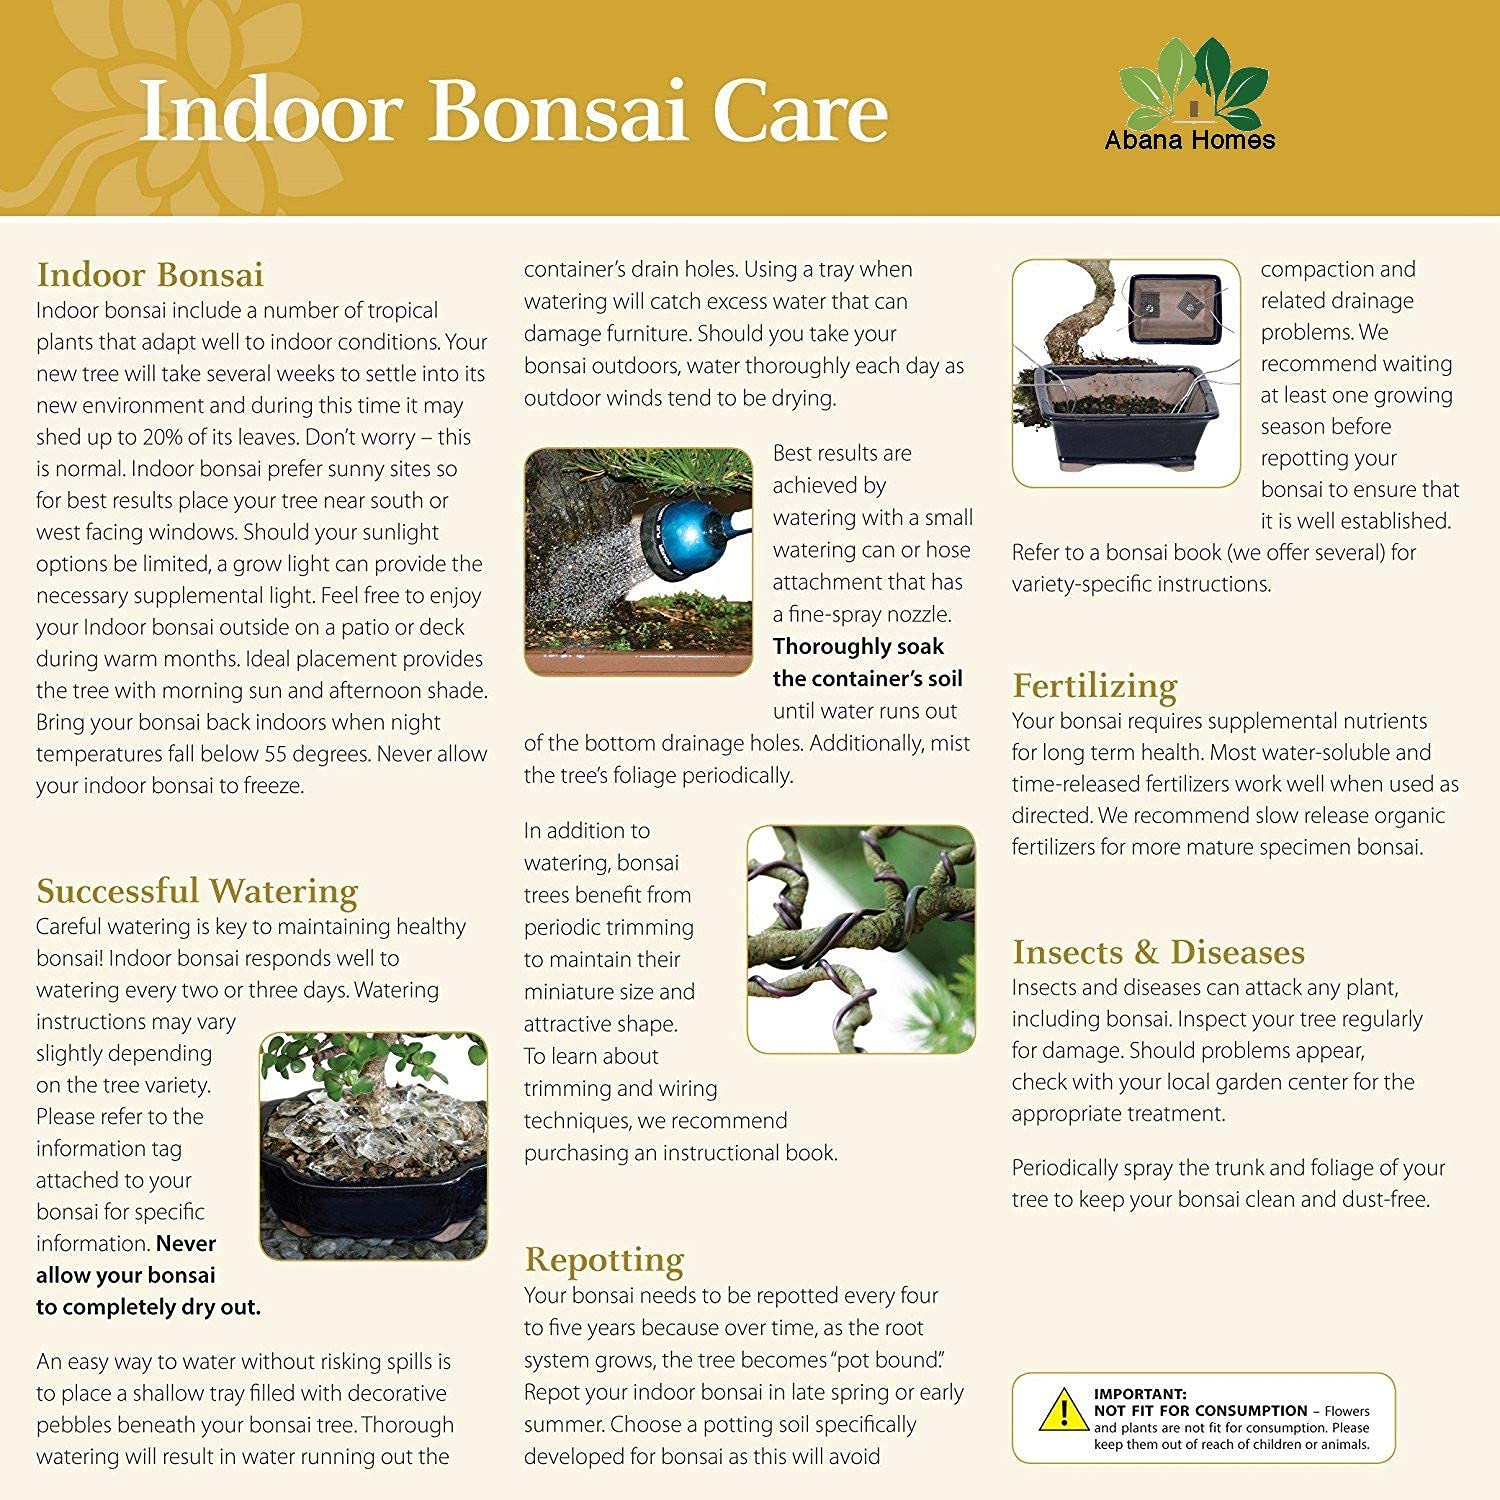 Indoor Bonsai Care
Abana Homes
Indoor Bonsai
Indoor bonsai include a number of tropical
plants that adapt well to indoor conditions. Your
new tree will take several weeks to settle into its
new environment and during this time it may
shed up to 20% of its leaves. Don't worry – this
is normal. Indoor bonsai prefer sunny sites so
for best results place your tree near south or
west facing windows. Should your sunlight
options be limited, a grow light can provide the
necessary supplemental light. Feel free to enjoy
your Indoor bonsai outside on a patio or deck
during warm months. Ideal placement provides
the tree with morning sun and afternoon shade.
Bring your bonsai back indoors when night
temperatures fall below 55 degrees. Never allow
your indoor bonsai to freeze.
Successful Watering
Careful watering is key to maintaining healthy
bonsai! Indoor bonsai responds well to
watering every two or three days. Watering
instructions may vary
slightly depending
on the tree variety.
Please refer to the
information tag
attached to your
bonsai for specific
information. Never
allow your bonsai
to completely dry out.
An easy way to water without risking spills is
to place a shallow tray filled with decorative
pebbles beneath your bonsai tree. Thorough
watering will result in water running out the
container's drain holes. Using a tray when
watering will catch excess water that can
damage furniture. Should you take your
bonsai outdoors, water thoroughly each day as
outdoor winds tend to be drying.
Best results are
achieved by
watering with a small
watering can or hose
attachment that has
a fine-spray nozzle.
Thoroughly soak
the container's soil
until water runs out
of the bottom drainage holes. Additionally, mist
the tree's foliage periodically.
In addition to
watering, bonsai
trees benefit from
periodic trimming
to maintain their
miniature size and
attractive shape.
To learn about
trimming and wiring
techniques, we recommend
purchasing an instructional book.
Repotting
Your bonsai needs to be repotted every four
to five years because over time, as the root
system grows, the tree becomes "pot bound."
Repot your indoor bonsai in late spring or early
summer. Choose a potting soil specifically
developed for bonsai as this will avoid
compaction and
related drainage
problems. We
recommend waiting
at least one growing
season before
repotting your
bonsai to ensure that
it is well established.
Refer to a bonsai book (we offer several) for
variety-specific instructions.
Fertilizing
Your bonsai requires supplemental nutrients
for long term health. Most water-soluble and
time-released fertilizers work well when used as
directed. We recommend slow release organic
fertilizers for more mature specimen bonsai.
Insects & Diseases
Insects and diseases can attack any plant,
including bonsai. Inspect your tree regularly
for damage. Should problems appear,
check with your local garden center for the
appropriate treatment.
Periodically spray the trunk and foliage of your
tree to keep your bonsai clean and dust-free.
IMPORTANT:
NOT FIT FOR CONSUMPTION – Flowers
and plants are not fit for consumption. Please
keep them out of reach of children or animals.